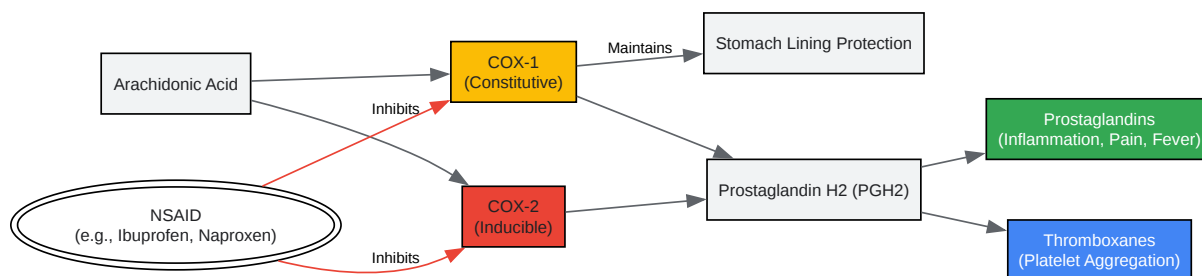 Arachidonic Acid
NSAID
(e.g., Ibuprofen, Naproxen)
Inhibits
Inhibits
COX-1
(Constitutive)
COX-2
(Inducible)
Maintains
Stomach Lining Protection
Prostaglandin H2 (PGH2)
Prostaglandins
(Inflammation, Pain, Fever)
Thromboxanes
(Platelet Aggregation)